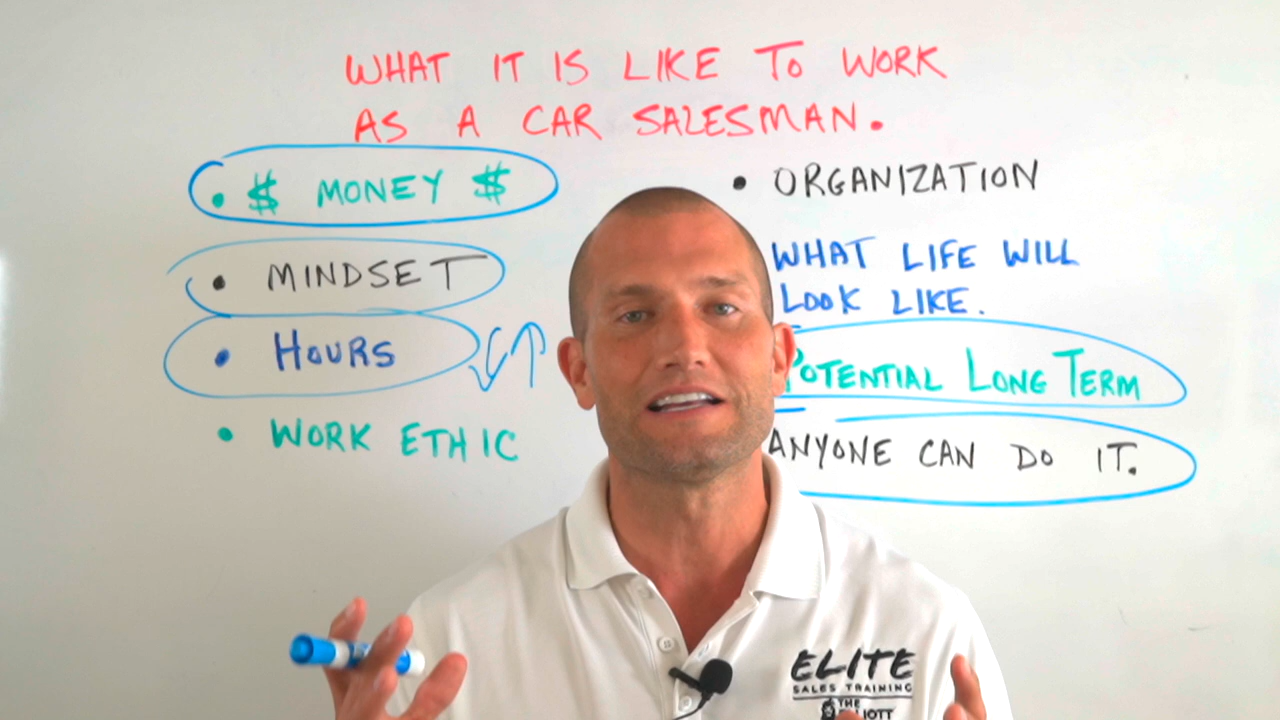 WHAT IT IS LIKE TO WORK
AS A CAR SALESMAN.
• $ MONEY $
• MINDSET
• HOURS
• WORK ETHIC
• ORGANIZATION
WHAT LIFE WILL
LOOK LIKE.
POTENTIAL LONG TERM
ANYONE CAN DO IT.
ELITE
SALES TRAINING
THE